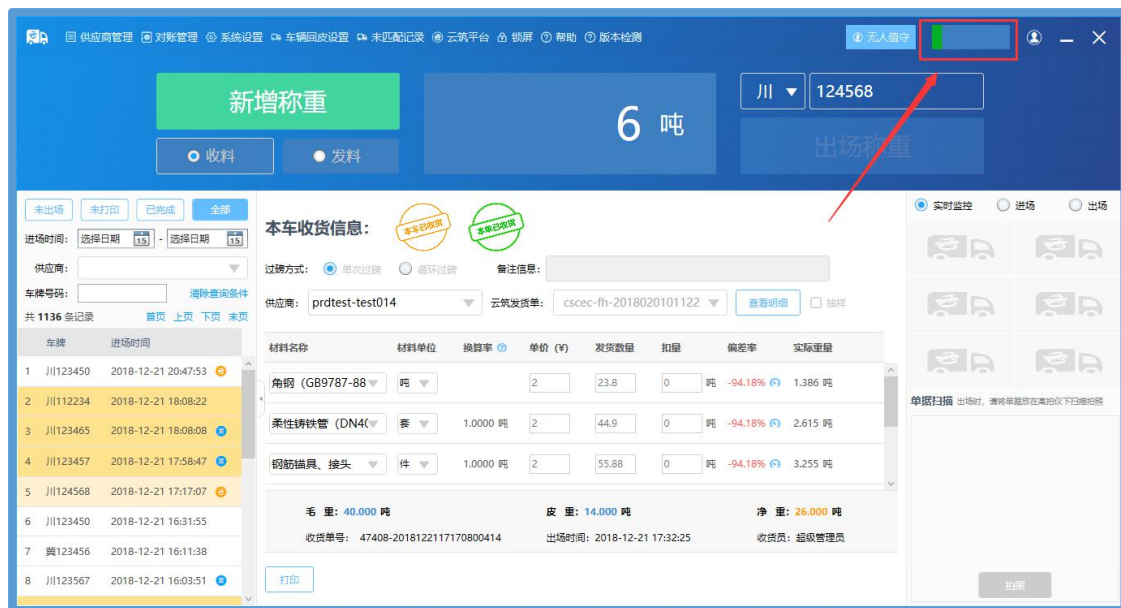 供应商管理 对账管理 系统设置 车辆回皮设置 未匹配记录 云筑平台 锁屏 帮助 版本检测 无人值守
新增称重
收料 发料
6 吨
川 124568
出场称重
未出场 未打印 已完成 全部
进场时间: 选择日期 15 - 选择日期 15
供应商:
车牌号码: 清除查询条件
共 1136 条记录 首页 上页 下页 末页
车牌 进场时间
1 川123450 2018-12-21 20:47:53
2 川112234 2018-12-21 18:08:22
3 川123465 2018-12-21 18:08:08
4 川123457 2018-12-21 17:58:47
5 川124568 2018-12-21 17:17:07
6 川123450 2018-12-21 16:31:55
7 冀123456 2018-12-21 16:11:38
8 川123567 2018-12-21 16:03:51
本车收货信息: 本车已收货 本单已收货
过磅方式: 单次过磅 循环过磅 备注信息:
供应商: prdtest-test014 云筑发货单: cscec-fh-2018020101122 查看明细 抽样
材料名称 材料单位 换算率 单价 (¥) 发货数量 扣量 偏差率 实际重量
角钢 (GB9787-88 吨 2 23.8 0 吨 -94.18% 1.386 吨
柔性铸铁管 (DN4( 套 1.0000 吨 2 44.9 0 吨 -94.18% 2.615 吨
钢筋锚具、接头 件 1.0000 吨 2 55.88 0 吨 -94.18% 3.255 吨
毛 重: 40.000 吨 皮 重: 14.000 吨 净 重: 26.000 吨
收货单号: 47408-2018122117170800414 出场时间: 2018-12-21 17:32:25 收货员: 超级管理员
打印
实时监控 进场 出场
单据扫描 出场时，请将单据放在高拍仪下扫描拍照
拍照